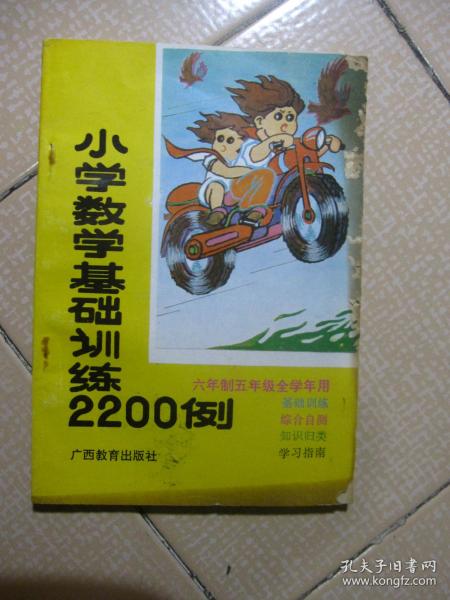 小学数学基础训练
2200例
六年制五年级全学年用
基础训练
综合自测
知识归类
学习指南
广西教育出版社
孔夫子旧书网
www.kongfz.com